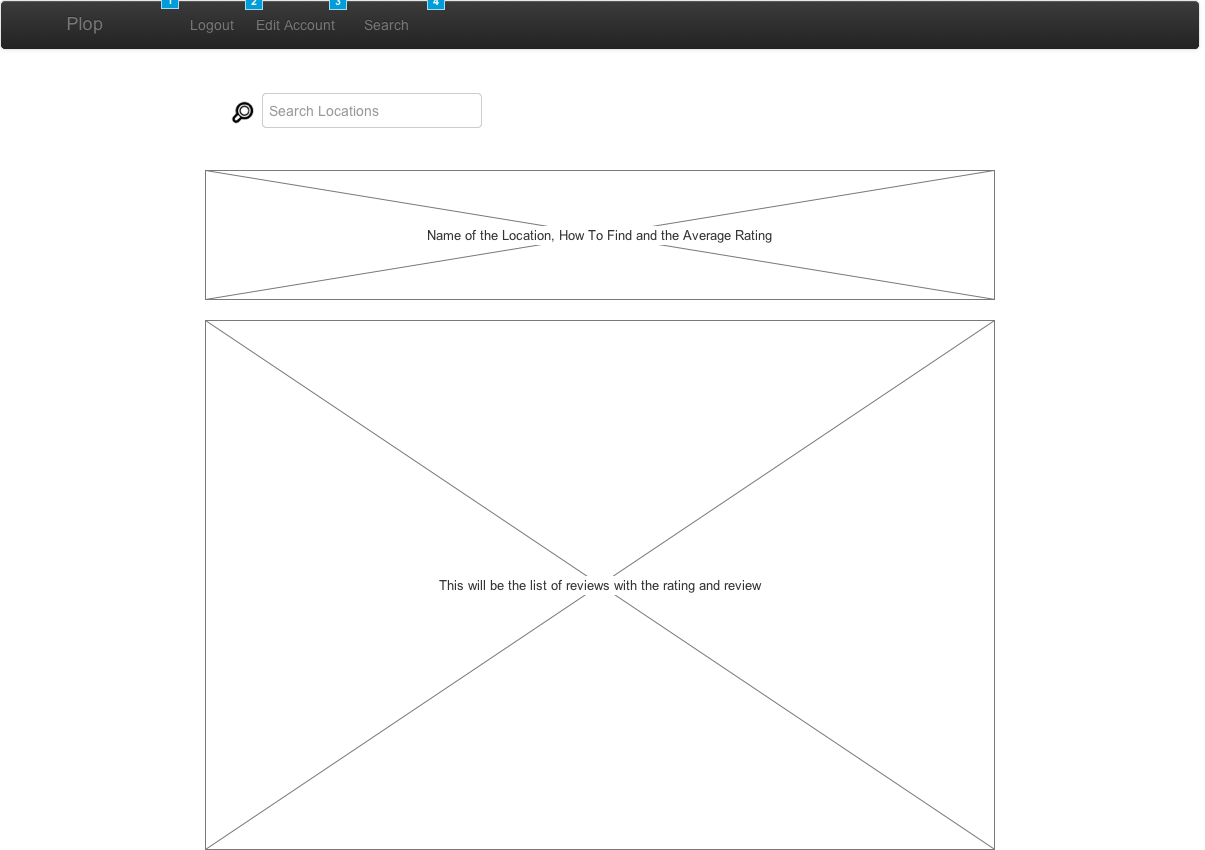 1 2 3 4
Plop Logout Edit Account Search
Search Locations
Name of the Location, How To Find and the Average Rating
This will be the list of reviews with the rating and review